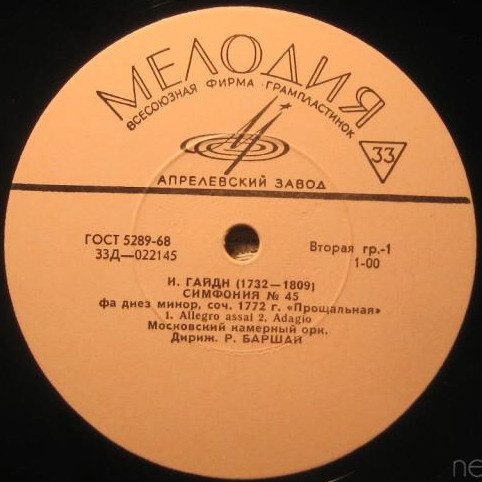 МЕЛОДИЯ
ВСЕСОЮЗНАЯ ФИРМА ГРАМПЛАСТИНОК
33
АПРЕЛЕВСКИЙ ЗАВОД
ГОСТ 5289-68
33Д—022145
Вторая гр.-1
1-00
И. ГАЙДН (1732—1809)
СИМФОНИЯ № 45
фа диез минор, соч. 1772 г. «Прощальная»
1. Allegro assai 2. Adagio
Московский камерный орк.
Дириж. Р. БАРШАЙ